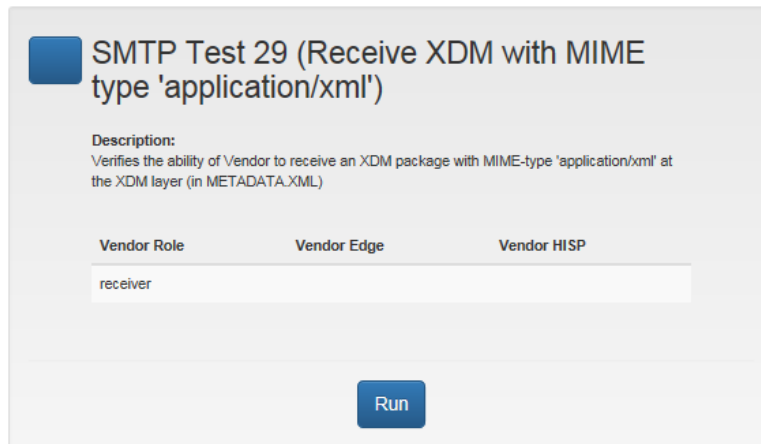 SMTP Test 29 (Receive XDM with MIME
type 'application/xml')
Description:
Verifies the ability of Vendor to receive an XDM package with MIME-type 'application/xml' at
the XDM layer (in METADATA.XML)
Vendor Role Vendor Edge Vendor HISP
receiver
Run